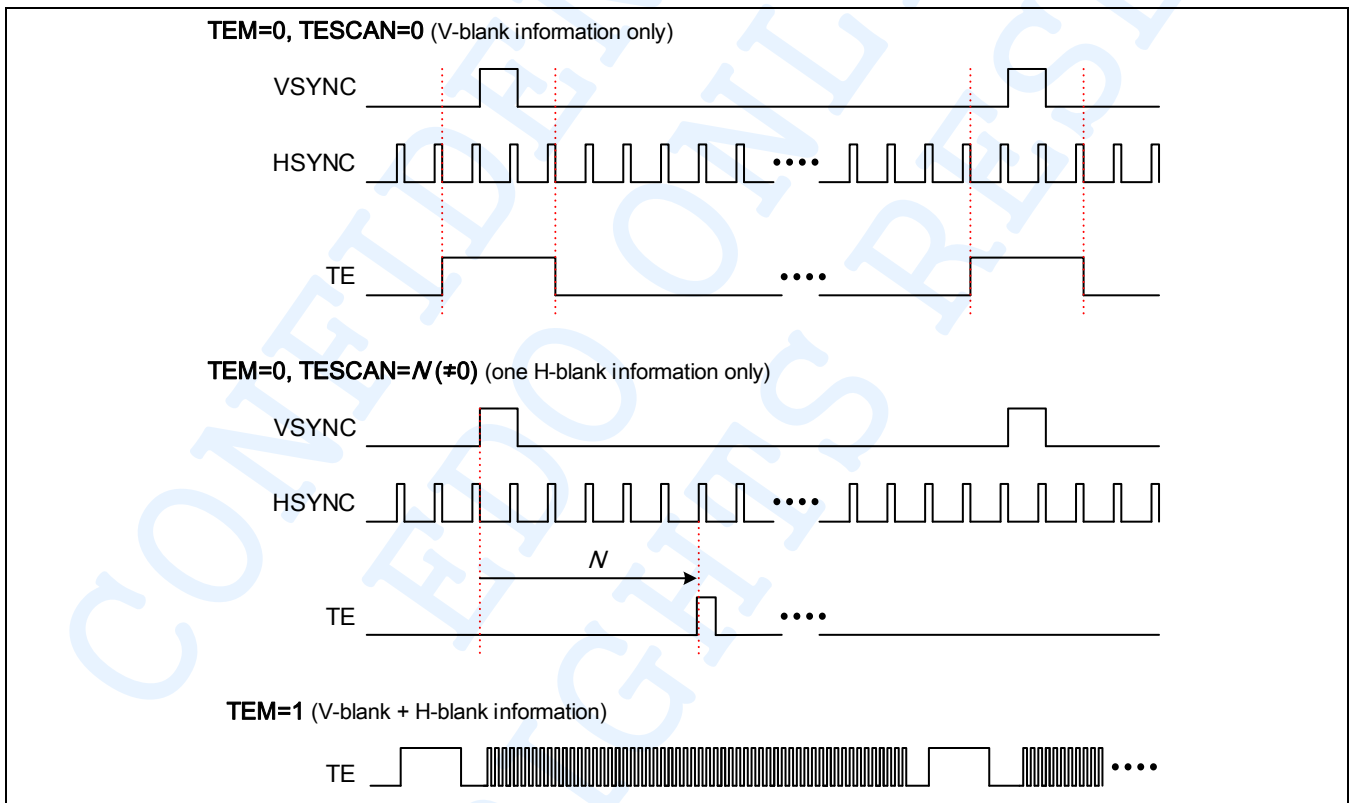 TEM=0, TESCAN=0 (V-blank information only)
VSYNC
HSYNC
TE
TEM=0, TESCAN=N(≠0) (one H-blank information only)
VSYNC
HSYNC
N
TE
TEM=1 (V-blank + H-blank information)
TE